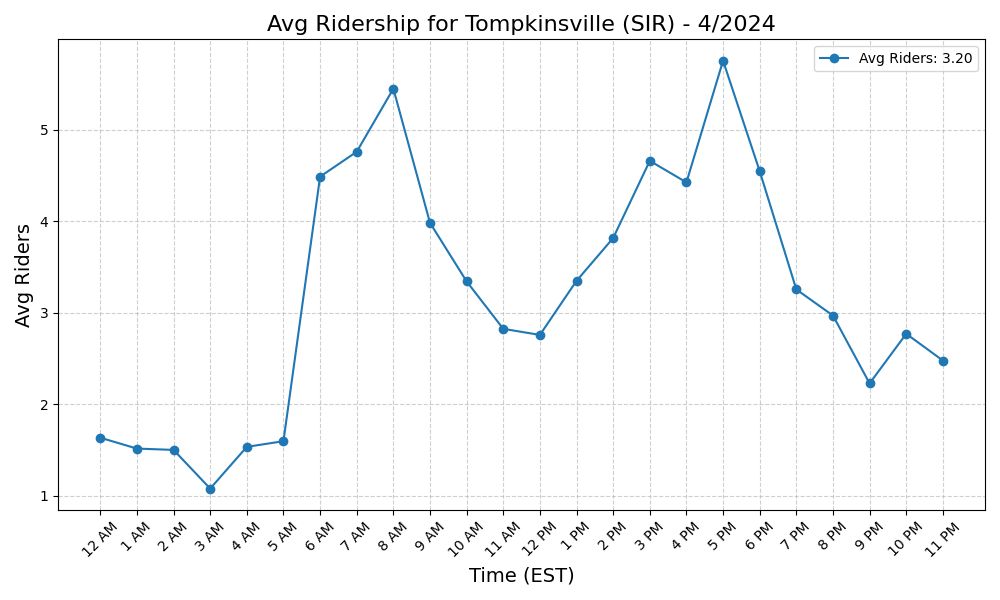 Avg Ridership for Tompkinsville (SIR) - 4/2024
Avg Riders: 3.20
Avg Riders
5
4
3
2
1
12 AM
1 AM
2 AM
3 AM
4 AM
5 AM
6 AM
7 AM
8 AM
9 AM
10 AM
11 AM
12 PM
1 PM
2 PM
3 PM
4 PM
5 PM
6 PM
7 PM
8 PM
9 PM
10 PM
11 PM
Time (EST)